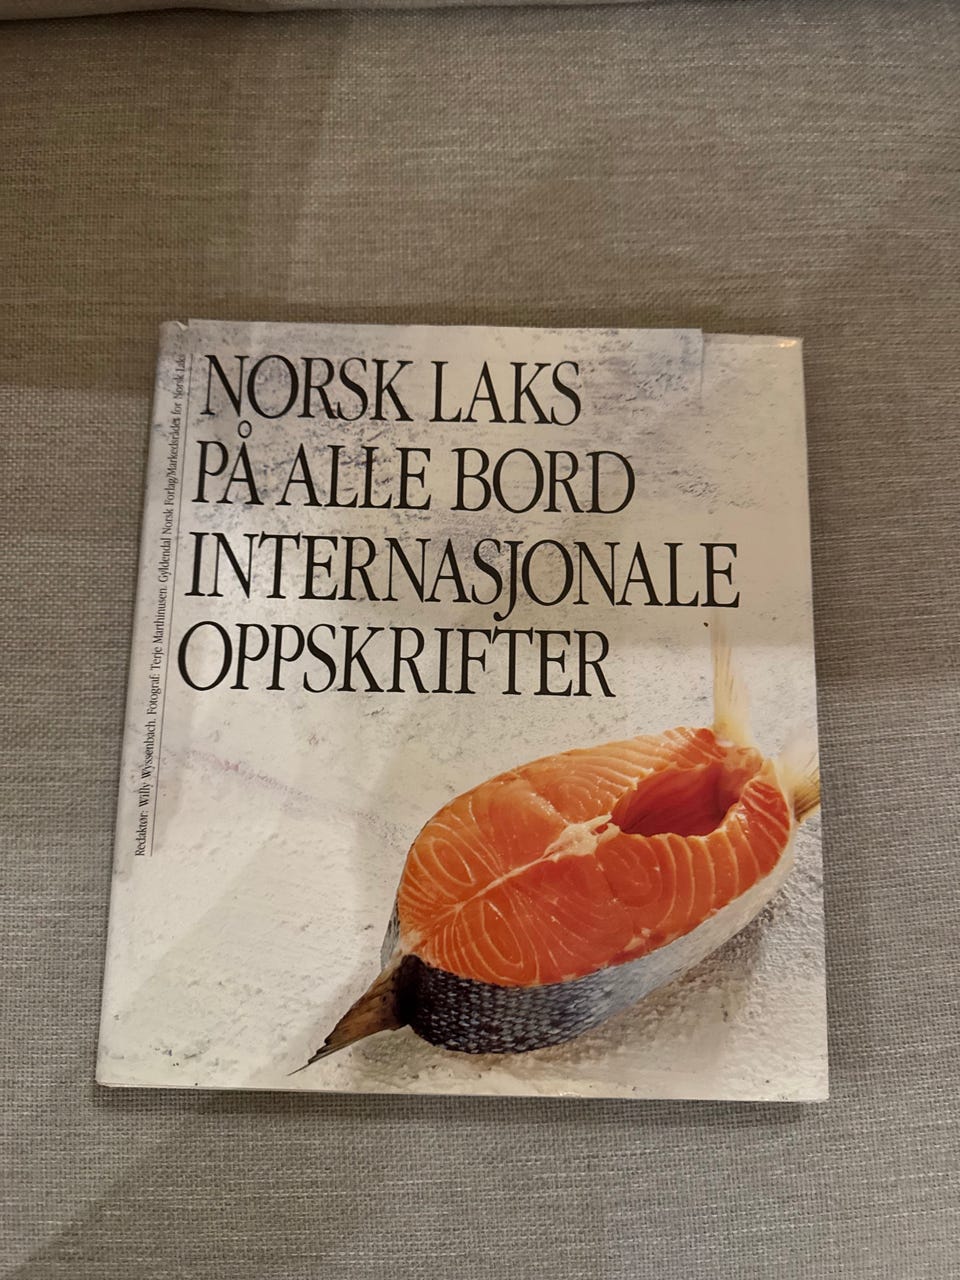 NORSK LAKS
PÅ ALLE BORD
INTERNASJONALE
OPPSKRIFTER
Redaktør: Willy Wyssenbach. Fotograf: Terje Marthinusen. Gyldendal Norsk Forlag/Markedsrådet for Norsk Laks